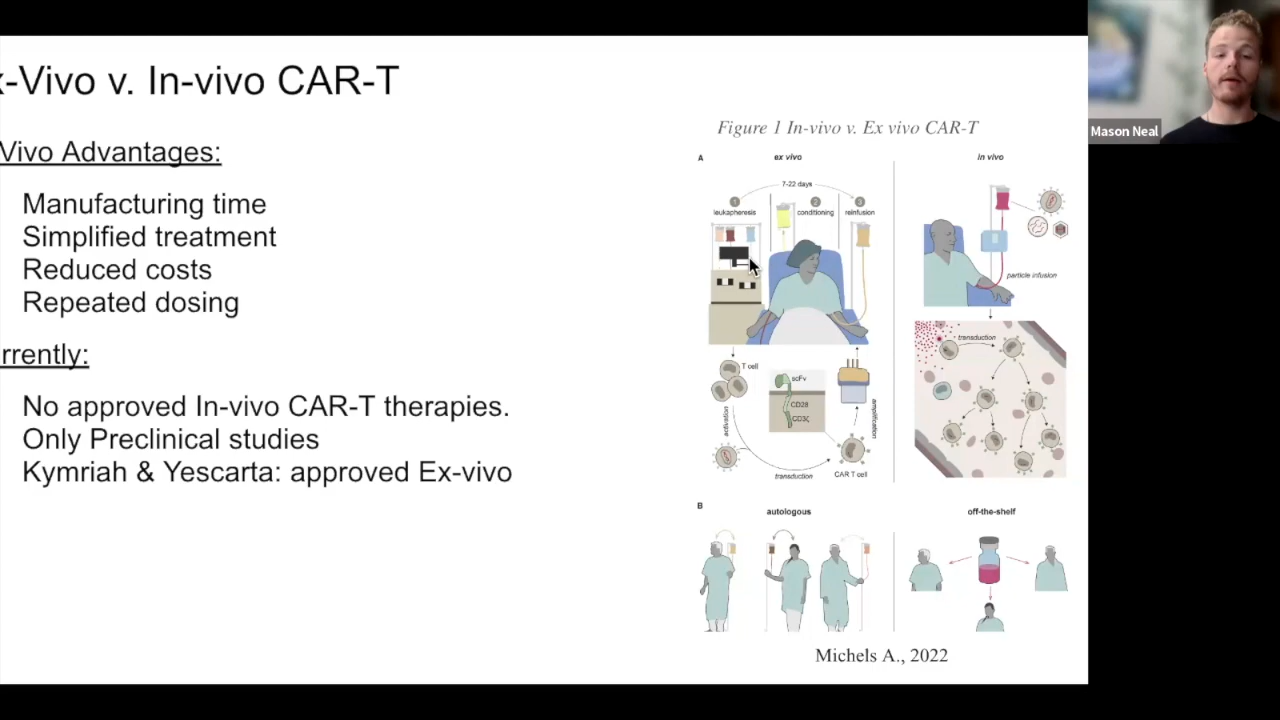 x-Vivo v. In-vivo CAR-T
Vivo Advantages:
Manufacturing time
Simplified treatment
Reduced costs
Repeated dosing
rrently:
No approved In-vivo CAR-T therapies.
Only Preclinical studies
Kymriah & Yescarta: approved Ex-vivo
Figure 1 In-vivo v. Ex vivo CAR-T
A
ex vivo
in vivo
7-22 days
1
2
3
leukapheresis
conditioning
reinfusion
particle infusion
T cell
scFv
CD28
CD3ζ
activation
amplification
transduction
CAR T cell
transduction
B
autologous
off-the-shelf
Michels A., 2022
Mason Neal